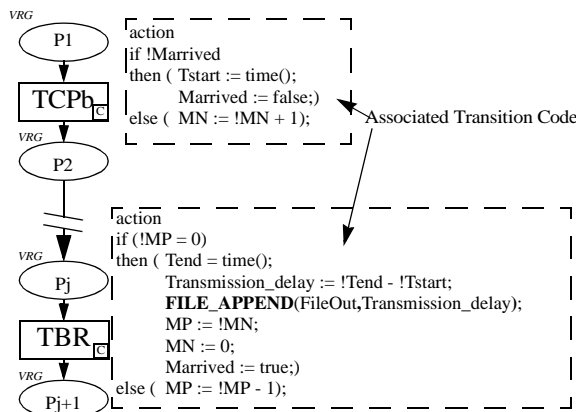 VRG
P1
TCPb
C
VRG
P2
VRG
Pj
TBR
C
VRG
Pj+1
action
if !Marrived
then ( Tstart := time();
Marrived := false;)
else ( MN := !MN + 1);
Associated Transition Code
action
if (!MP = 0)
then ( Tend = time();
Transmission_delay := !Tend - !Tstart;
FILE_APPEND(FileOut,Transmission_delay);
MP := !MN;
MN := 0;
Marrived := true;)
else ( MP := !MP - 1);